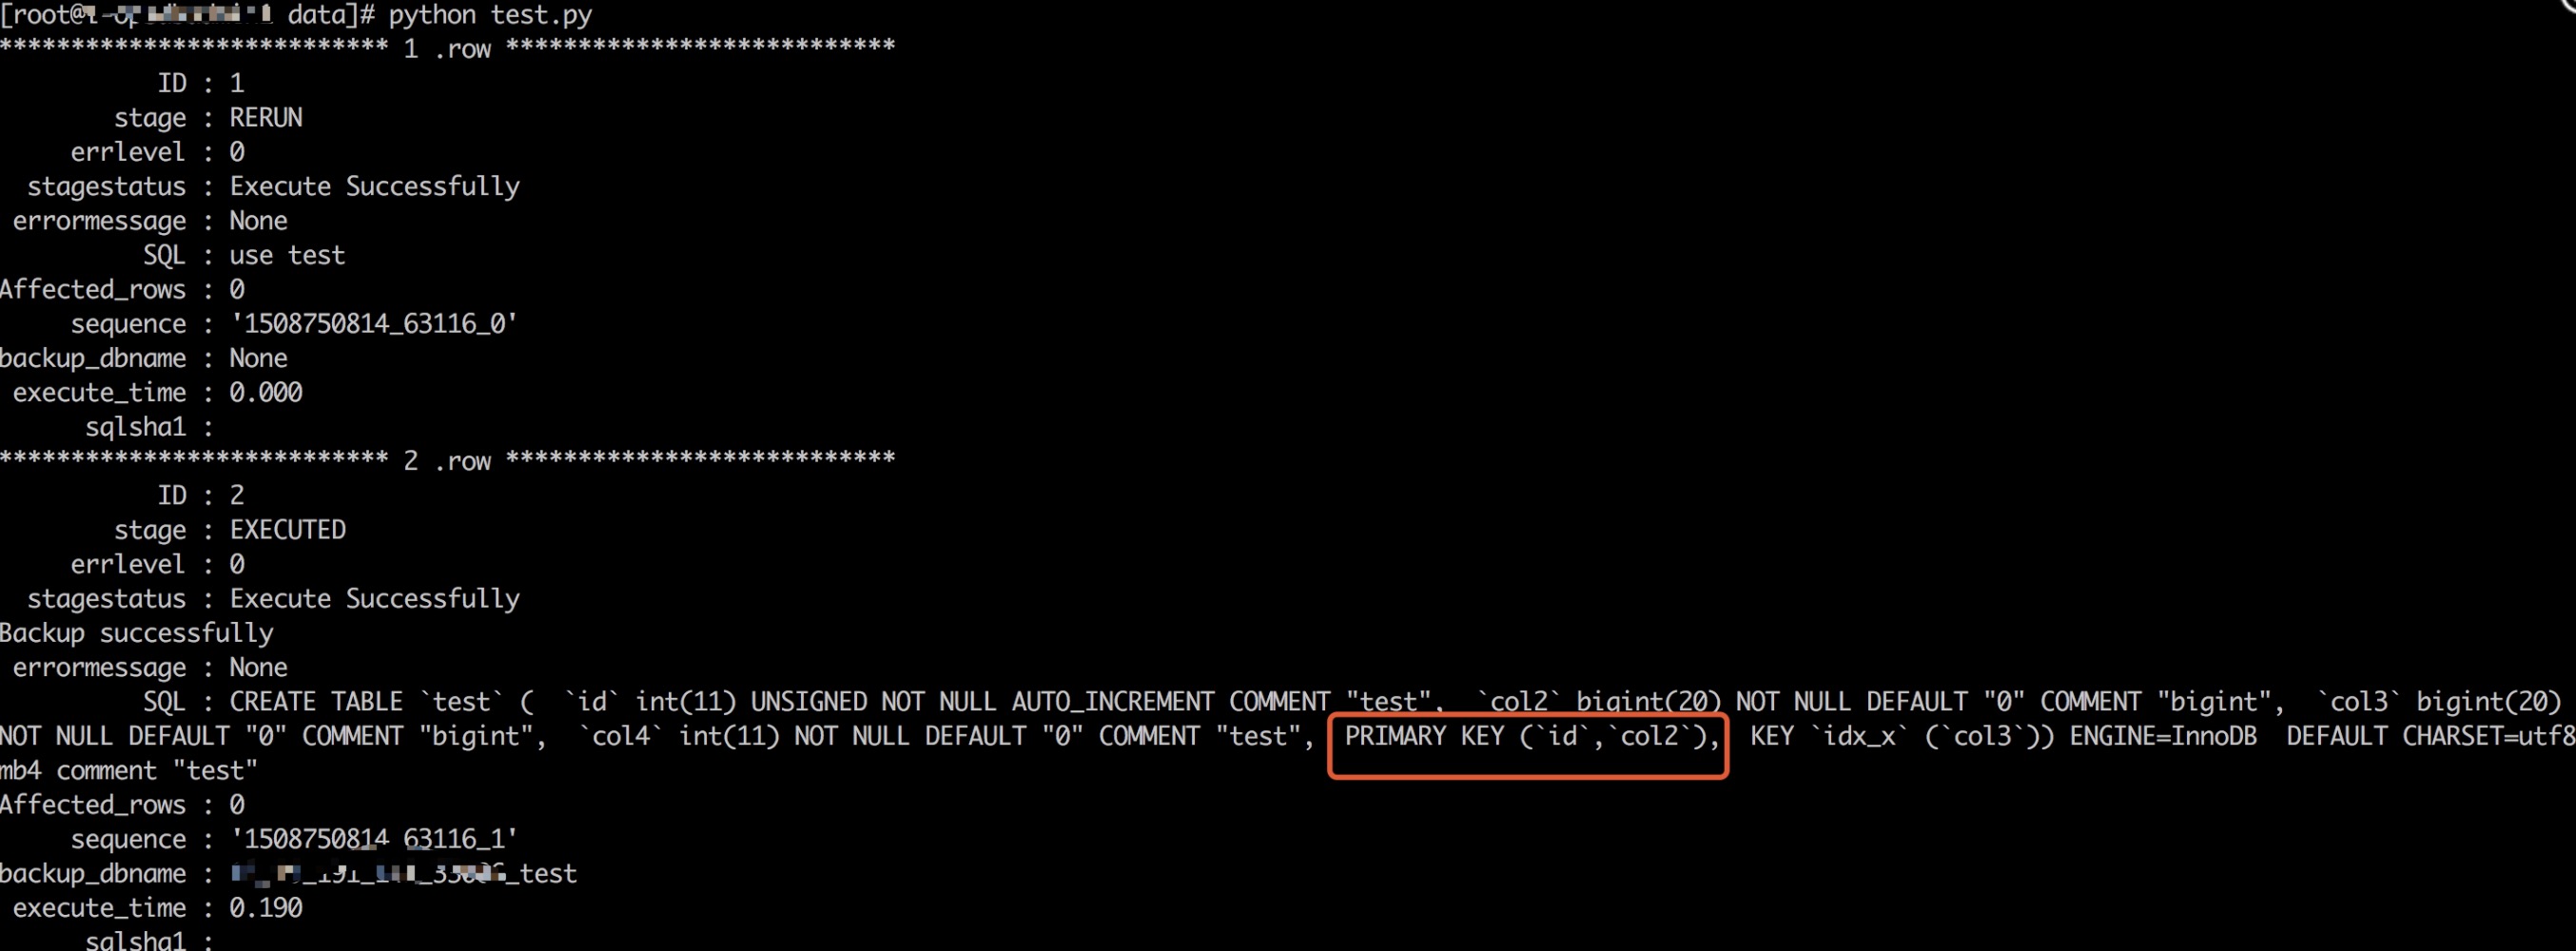 [root@ data]# python test.py
*************************** 1 .row ***************************
ID : 1
stage : RERUN
errlevel : 0
stagestatus : Execute Successfully
errormessage : None
SQL : use test
Affected_rows : 0
sequence : '1508750814_63116_0'
backup_dbname : None
execute_time : 0.000
sqlsha1 :
*************************** 2 .row ***************************
ID : 2
stage : EXECUTED
errlevel : 0
stagestatus : Execute Successfully
Backup successfully
errormessage : None
SQL : CREATE TABLE `test` (  `id` int(11) UNSIGNED NOT NULL AUTO_INCREMENT COMMENT "test",  `col2` bigint(20) NOT NULL DEFAULT "0" COMMENT "bigint",  `col3` bigint(20)
NOT NULL DEFAULT "0" COMMENT "bigint",  `col4` int(11) NOT NULL DEFAULT "0" COMMENT "test",  PRIMARY KEY (`id`,`col2`),  KEY `idx_x` (`col3`)) ENGINE=InnoDB  DEFAULT CHARSET=utf8
mb4 comment "test"
Affected_rows : 0
sequence : '1508750814_63116_1'
backup_dbname : _test
execute_time : 0.190
sqlsha1 :